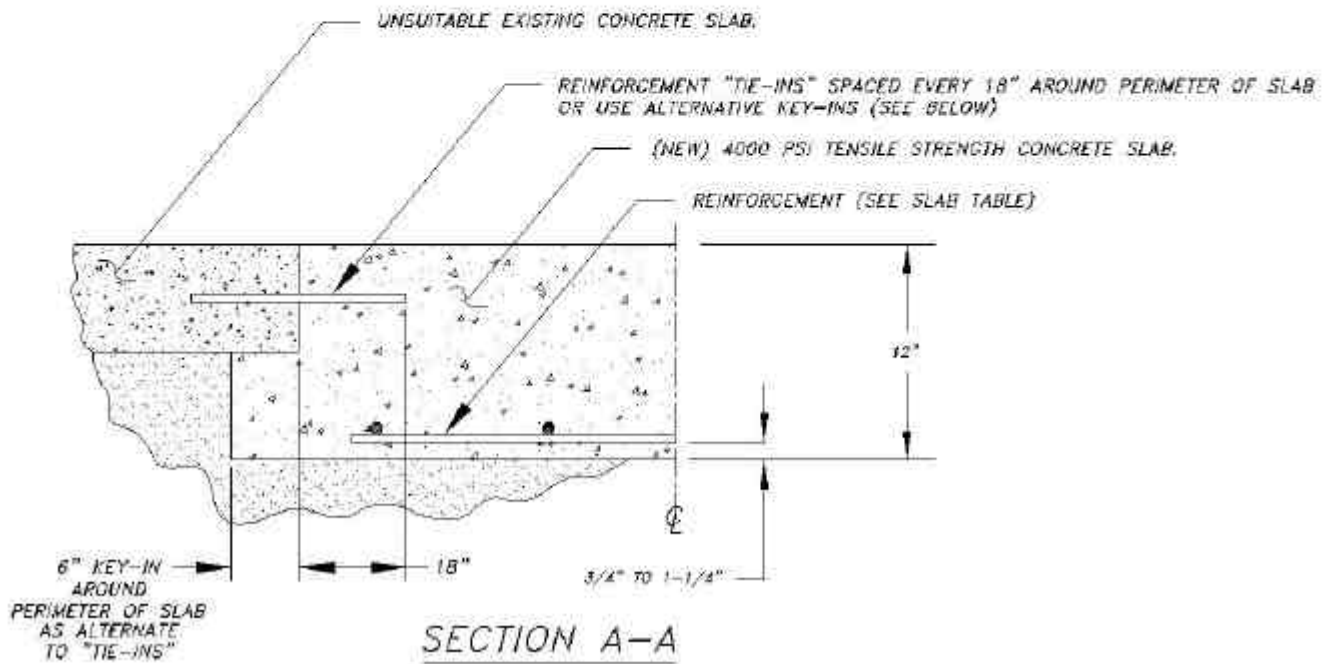 UNSUITABLE EXISTING CONCRETE SLAB.
REINFORCEMENT "TIE-INS" SPACED EVERY 18" AROUND PERIMETER OF SLAB
OR USE ALTERNATIVE KEY-INS (SEE BELOW)
(NEW) 4000 PSI TENSILE STRENGTH CONCRETE SLAB.
REINFORCEMENT (SEE SLAB TABLE)
12"
6" KEY-IN
AROUND
PERIMETER OF SLAB
AS ALTERNATE
TO "TIE-INS"
18"
3/4" TO 1-1/4"
SECTION A-A